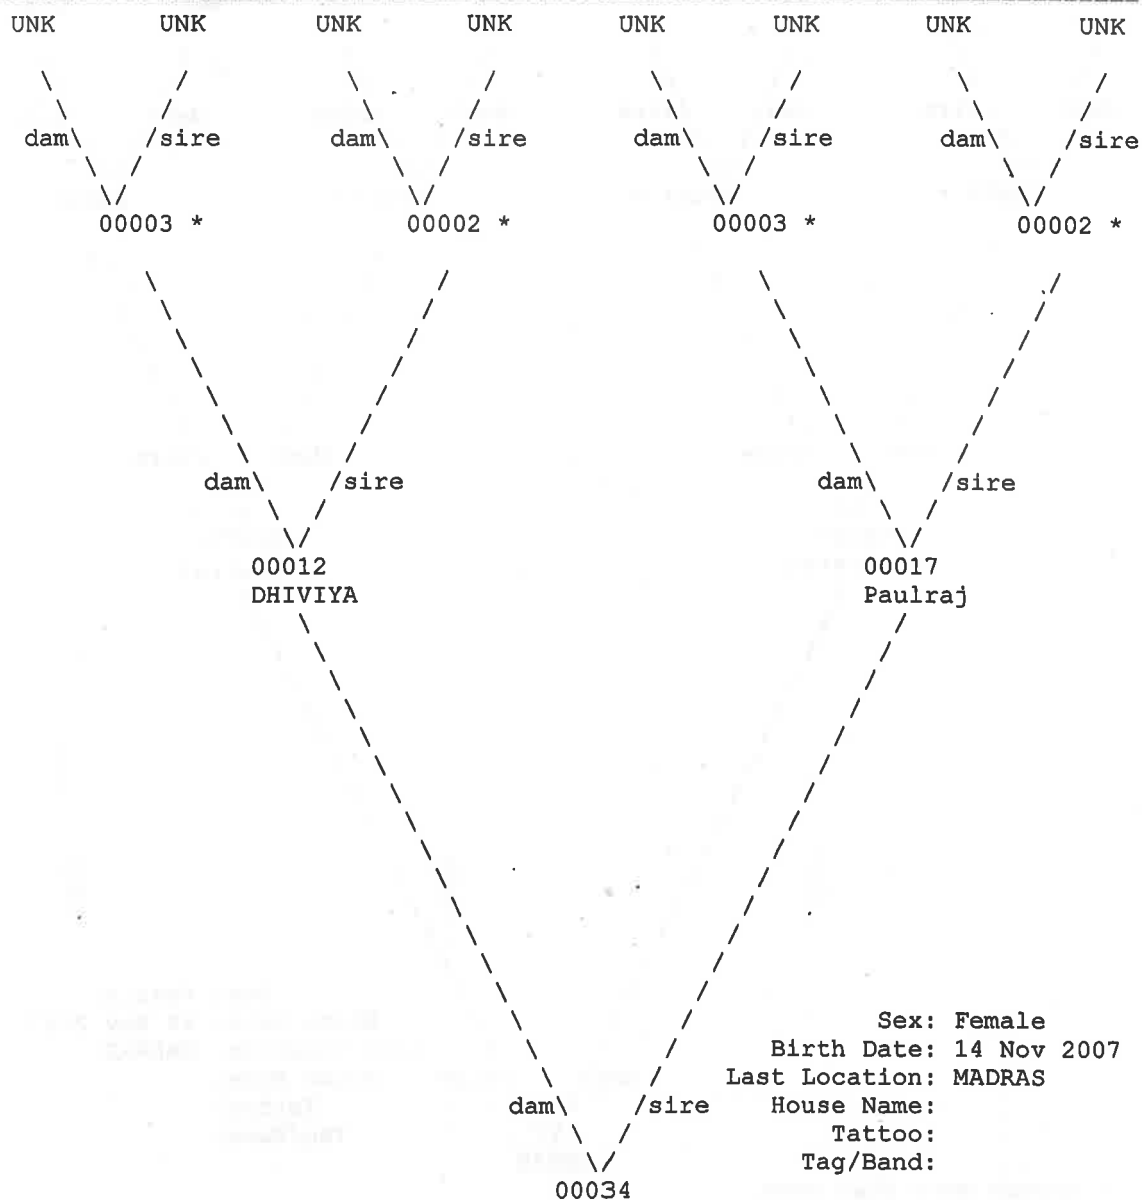 UNK UNK UNK UNK UNK UNK UNK UNK
dam sire dam sire dam sire dam sire
00003 * 00002 * 00003 * 00002 *
dam sire dam sire
00012 00017
DHIVIYA Paulraj
Sex: Female
Birth Date: 14 Nov 2007
Last Location: MADRAS
dam sire House Name:
Tattoo:
Tag/Band:
00034